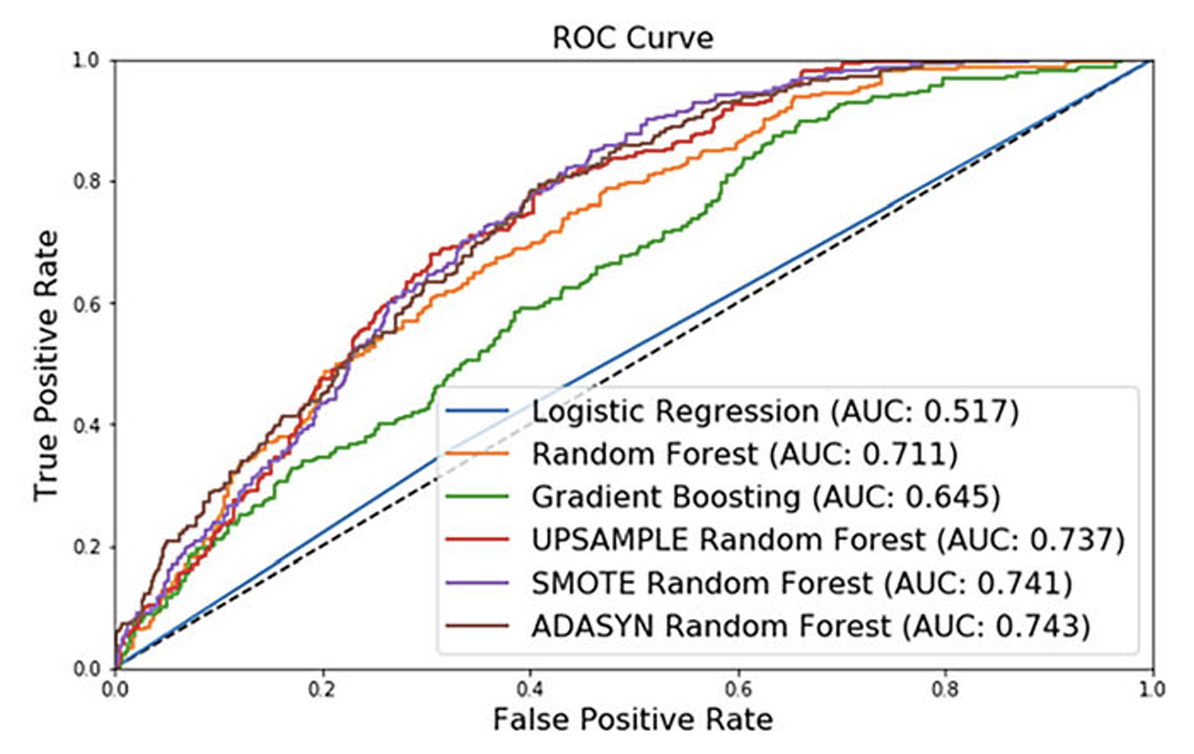 ROC Curve
True Positive Rate
1.0
0.8
0.6
0.4
0.2
0.0
Logistic Regression (AUC: 0.517)
Random Forest (AUC: 0.711)
Gradient Boosting (AUC: 0.645)
UPSAMPLE Random Forest (AUC: 0.737)
SMOTE Random Forest (AUC: 0.741)
ADASYN Random Forest (AUC: 0.743)
0.0 0.2 0.4 0.6 0.8 1.0
False Positive Rate